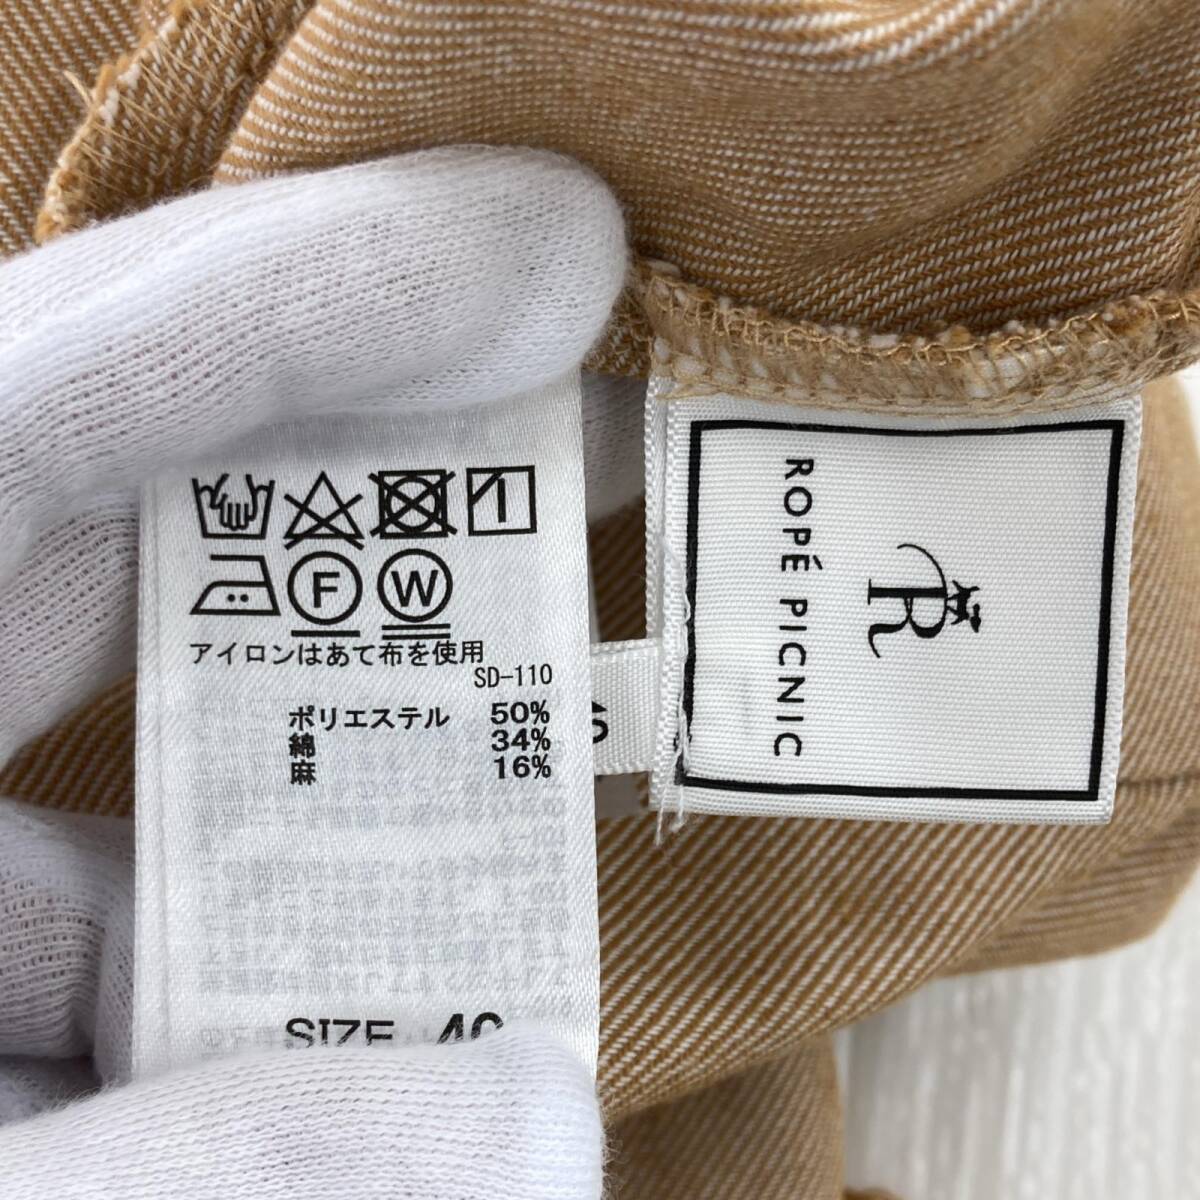 F W
アイロンはあて布を使用
SD-110
ポリエステル 50%
綿 34%
麻 16%
SIZE 40
ROPÉ PICNIC
R